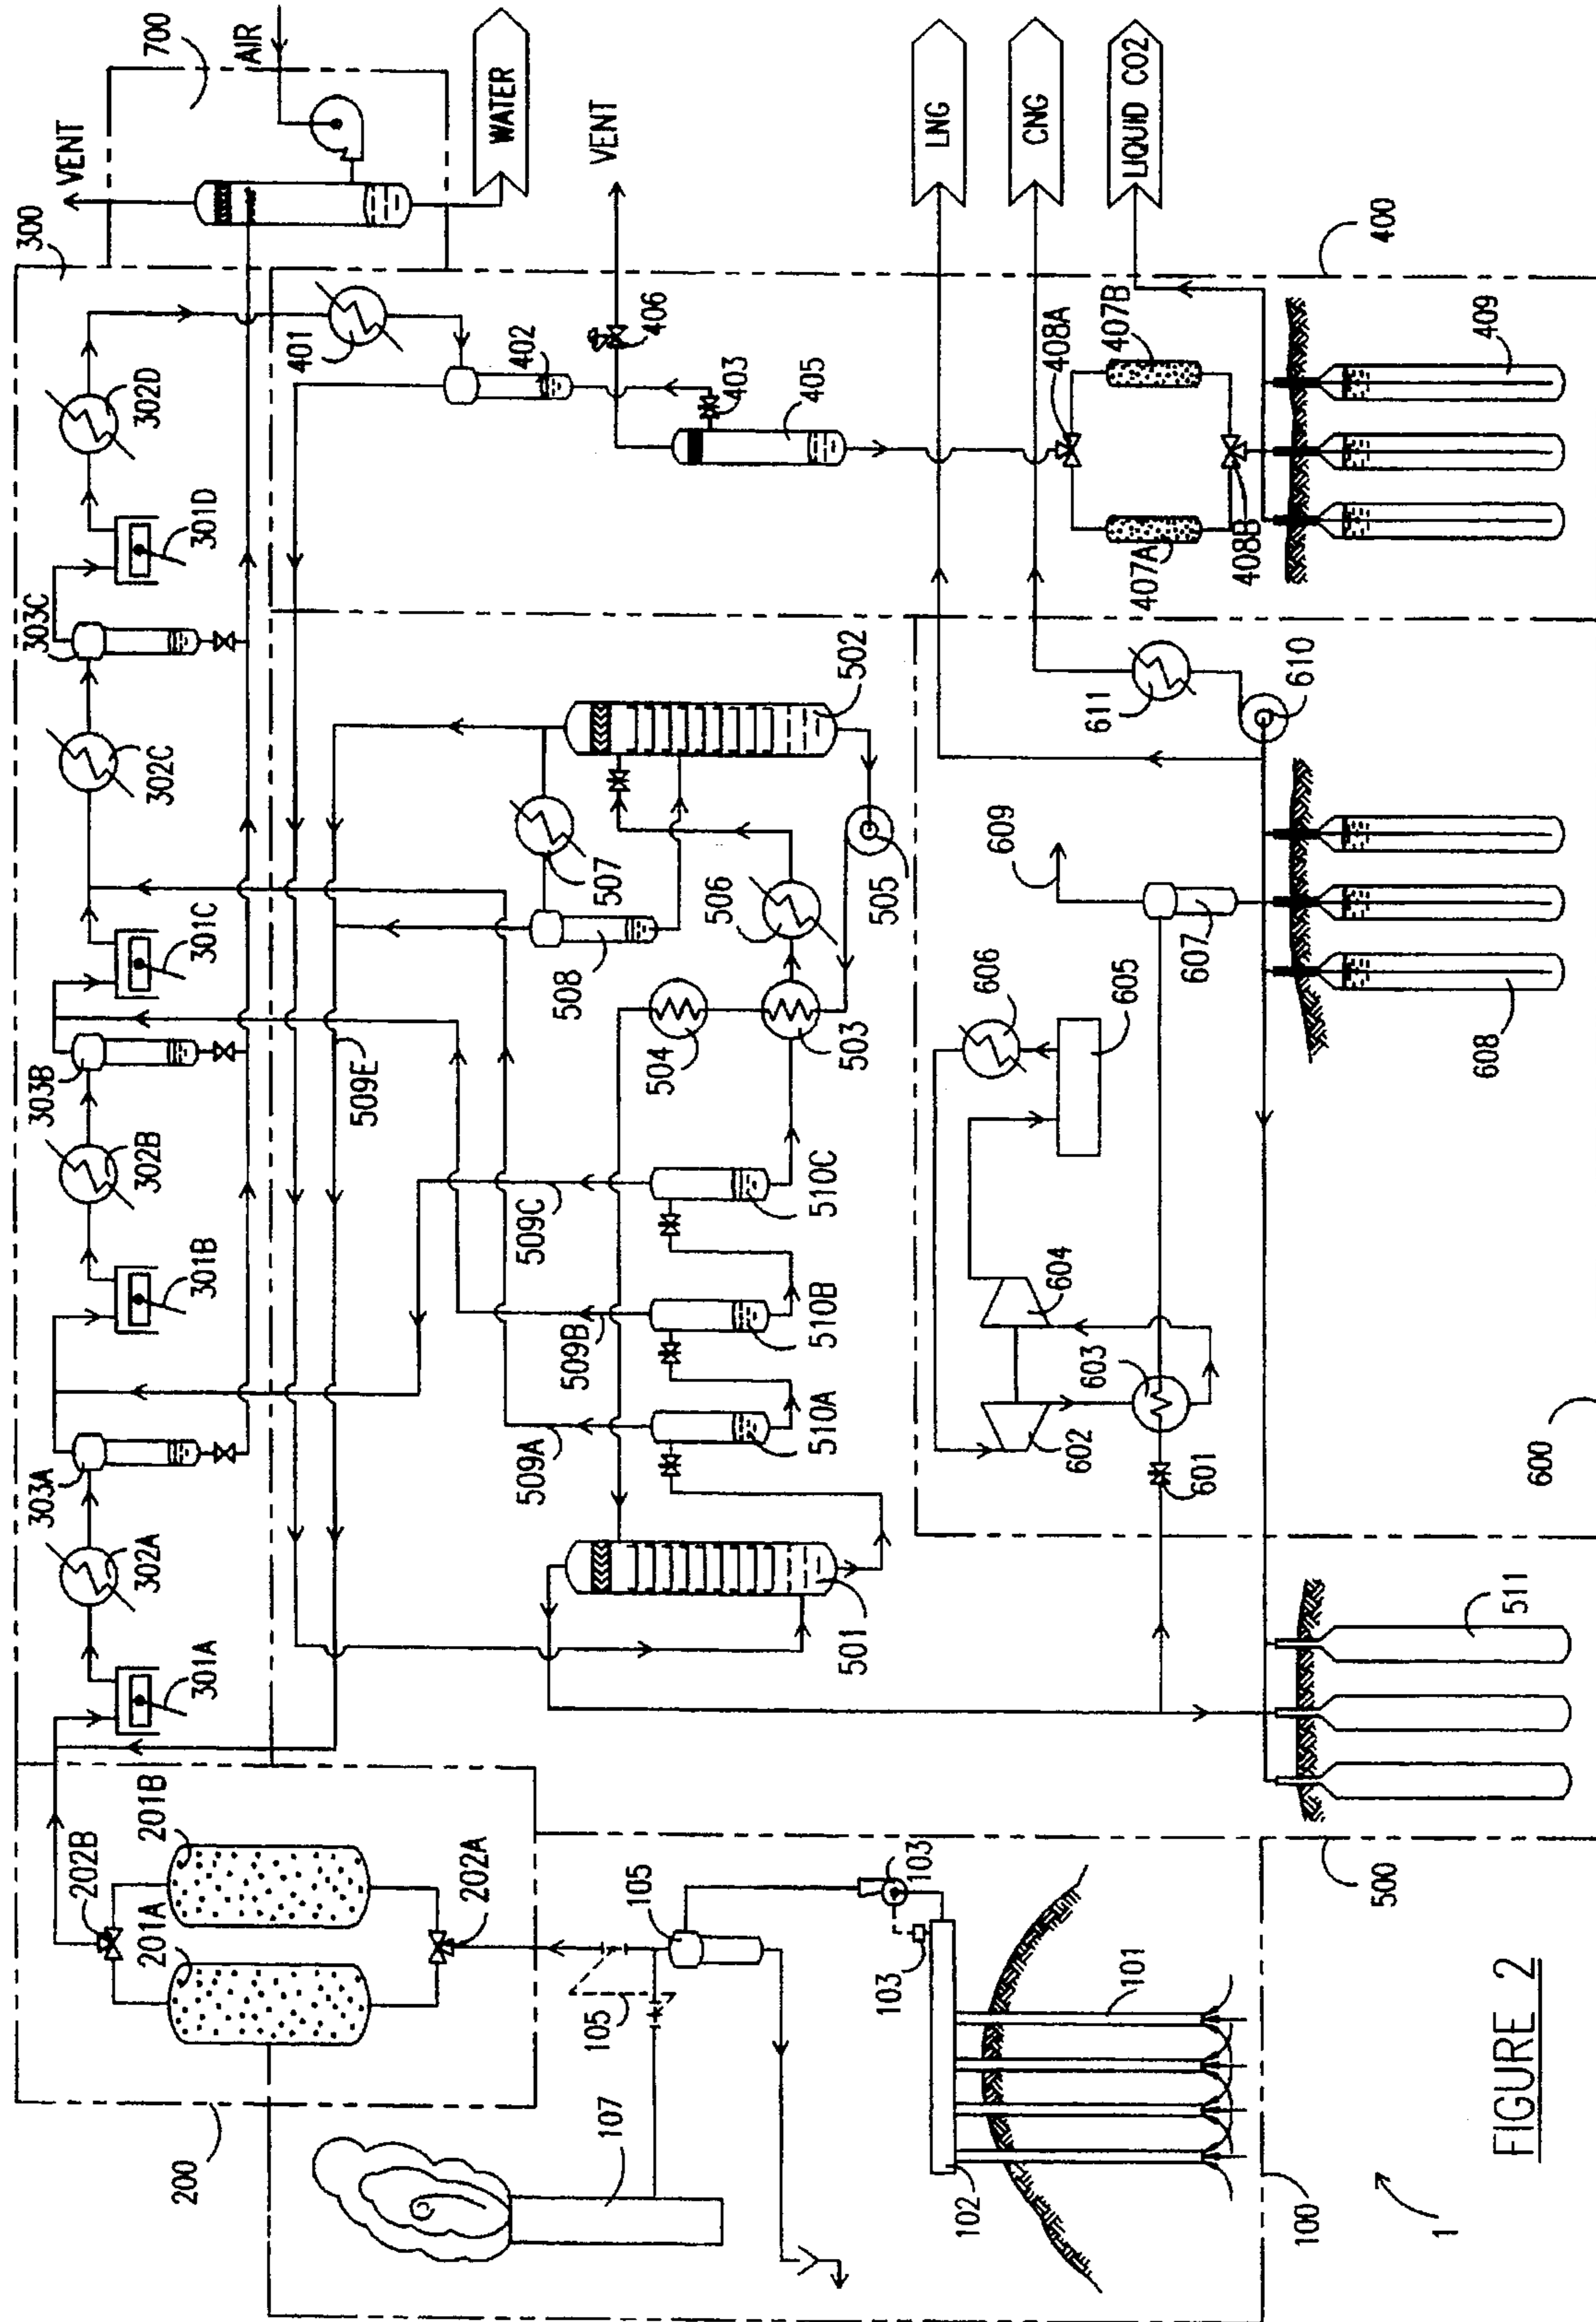 700
AIR
VENT
WATER
300
VENT
LNG
CNG
LIQUID CO2
400
401
402
403
405
406
408A
407B
407A
408B
409
302D
301D
303C
302C
301C
303B
302B
301B
303A
302A
301A
502
507
508
506
505
504
503
509E
509C
509B
509A
510C
510B
510A
501
511
500
611
610
609
607
608
606
605
604
603
602
601
600
202B
201B
201A
202A
200
105
105
103
103
107
102
101
100
1
FIGURE 2